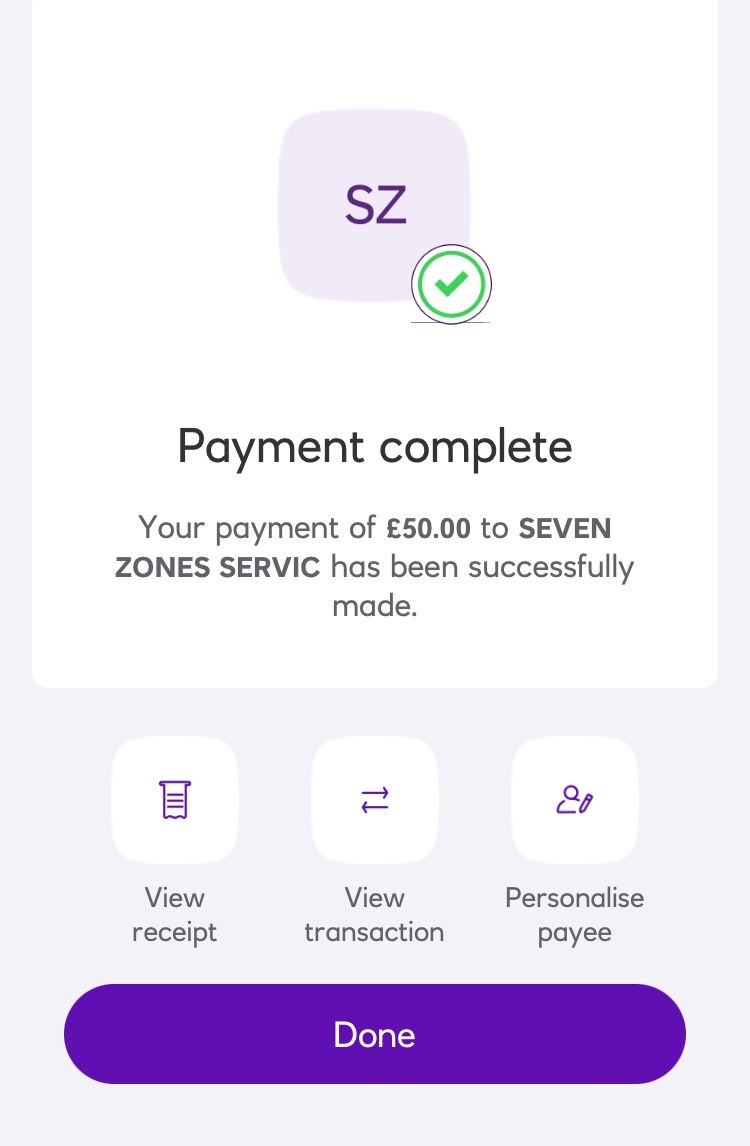 SZ
Payment complete
Your payment of £50.00 to SEVEN
ZONES SERVIC has been successfully
made.
View
receipt
View
transaction
Personalise
payee
Done